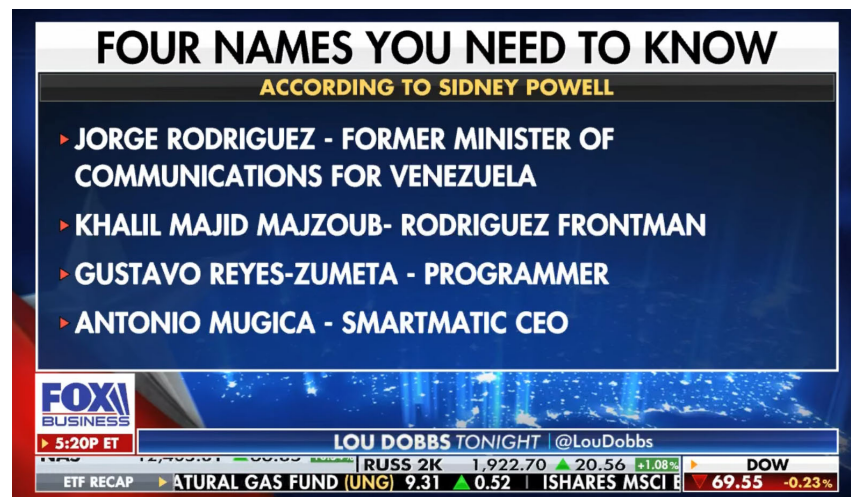 FOUR NAMES YOU NEED TO KNOW
ACCORDING TO SIDNEY POWELL
JORGE RODRIGUEZ - FORMER MINISTER OF
COMMUNICATIONS FOR VENEZUELA
KHALIL MAJID MAJZOUB- RODRIGUEZ FRONTMAN
GUSTAVO REYES-ZUMETA - PROGRAMMER
ANTONIO MUGICA - SMARTMATIC CEO
FOX
BUSINESS
5:20P ET
LOU DOBBS TONIGHT | @LouDobbs
RUSS 2K 1,922.70 ▲ 20.56 +1.08% DOW
ETF RECAP ATURAL GAS FUND (UNG) 9.31 ▲ 0.52 ISHARES MSCI ▼ 69.55 -0.23%